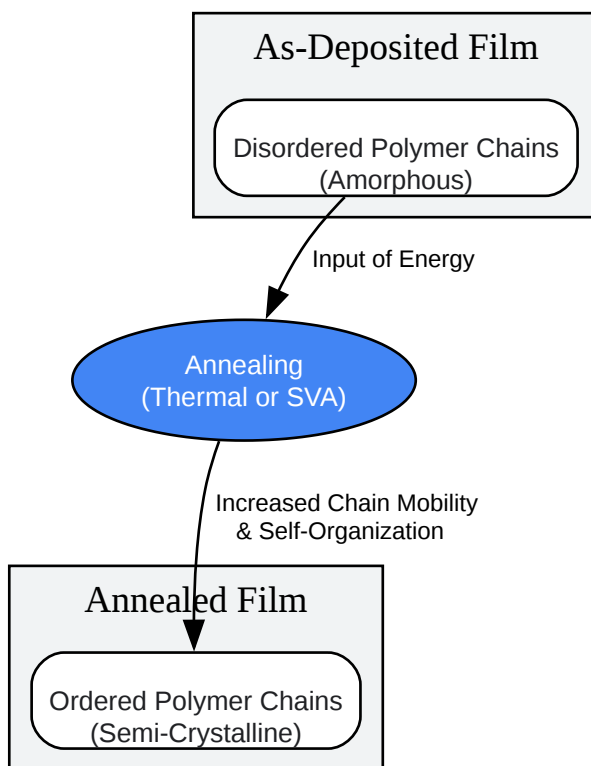 As-Deposited Film
Disordered Polymer Chains
(Amorphous)
Input of Energy
Annealing
(Thermal or SVA)
Increased Chain Mobility
& Self-Organization
Annealed Film
Ordered Polymer Chains
(Semi-Crystalline)